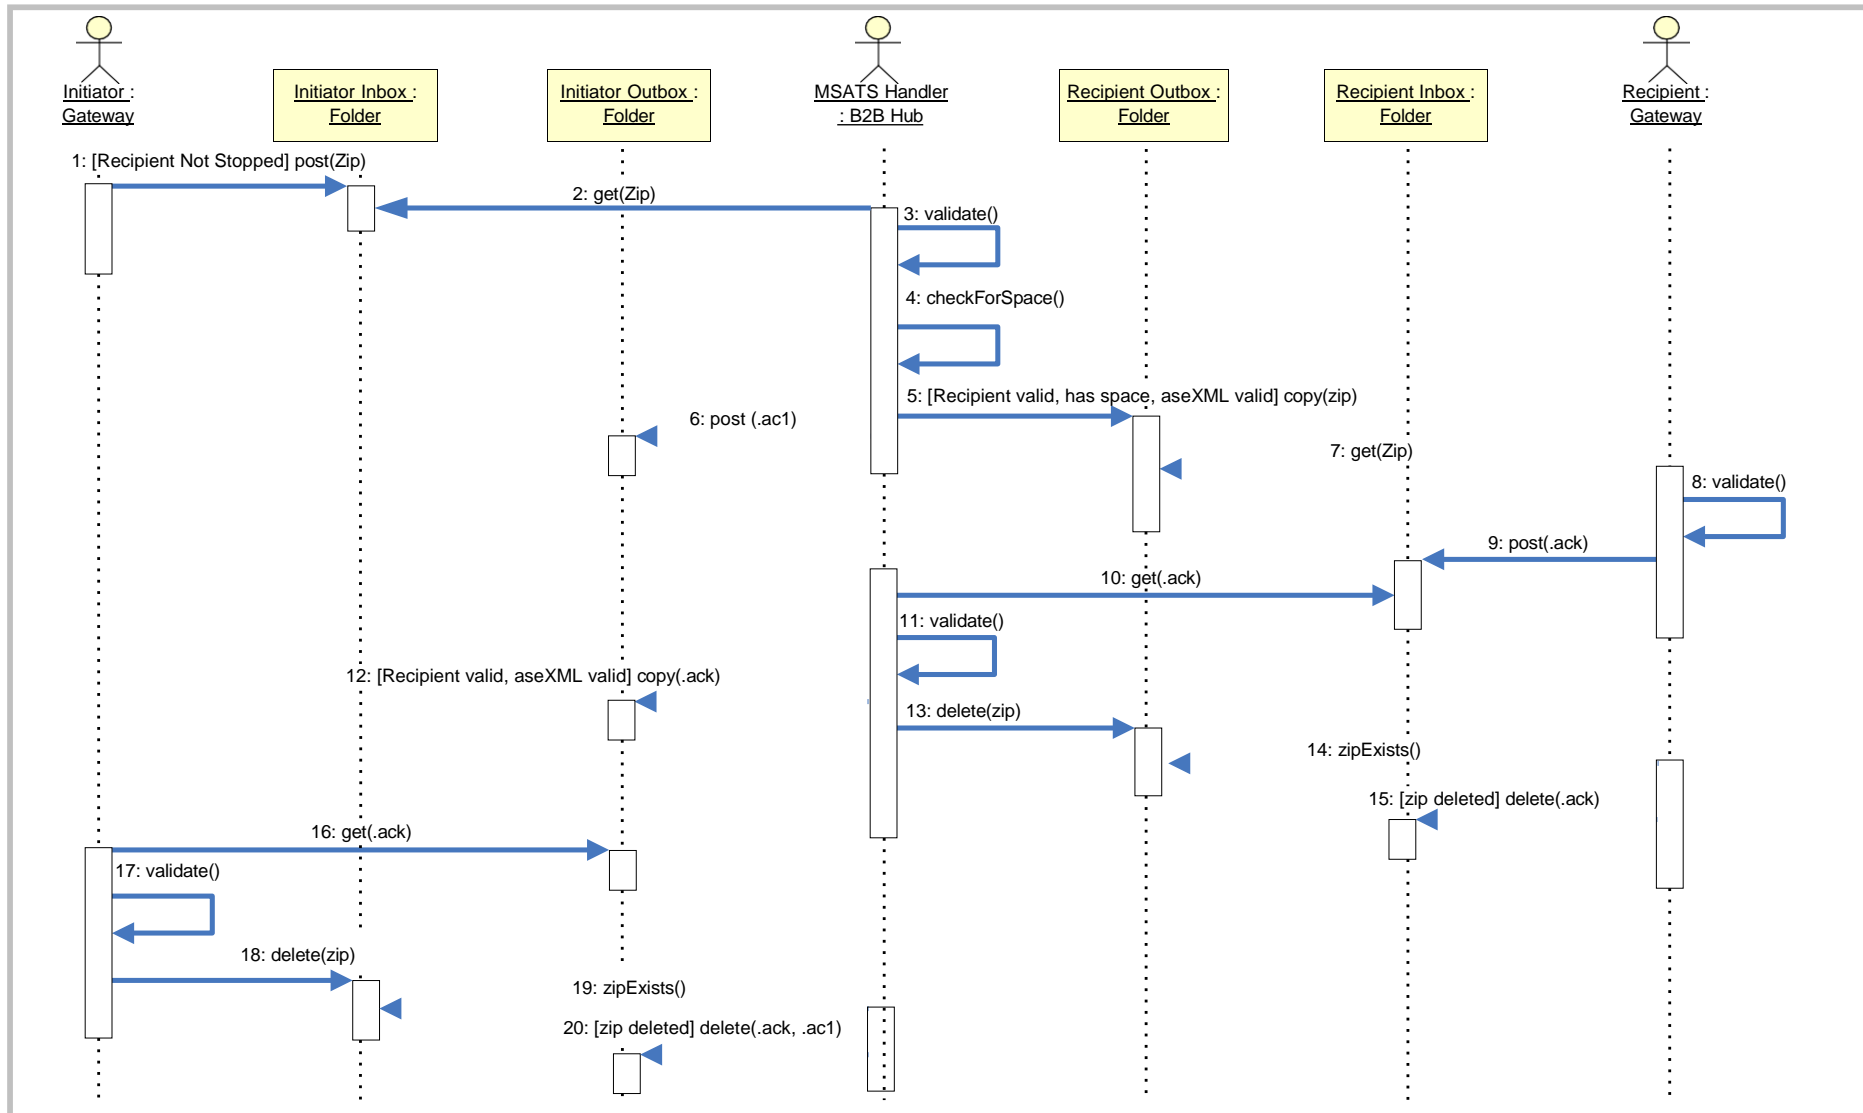 Initiator :
Gateway
Initiator Inbox :
Folder
Initiator Outbox :
Folder
MSATS Handler
: B2B Hub
Recipient Outbox :
Folder
Recipient Inbox :
Folder
Recipient :
Gateway
1: [Recipient Not Stopped] post(Zip)
2: get(Zip)
3: validate()
4: checkForSpace()
5: [Recipient valid, has space, aseXML valid] copy(zip)
6: post (.ac1)
7: get(Zip)
8: validate()
9: post(.ack)
10: get(.ack)
11: validate()
12: [Recipient valid, aseXML valid] copy(.ack)
13: delete(zip)
14: zipExists()
15: [zip deleted] delete(.ack)
16: get(.ack)
17: validate()
18: delete(zip)
19: zipExists()
20: [zip deleted] delete(.ack, .ac1)